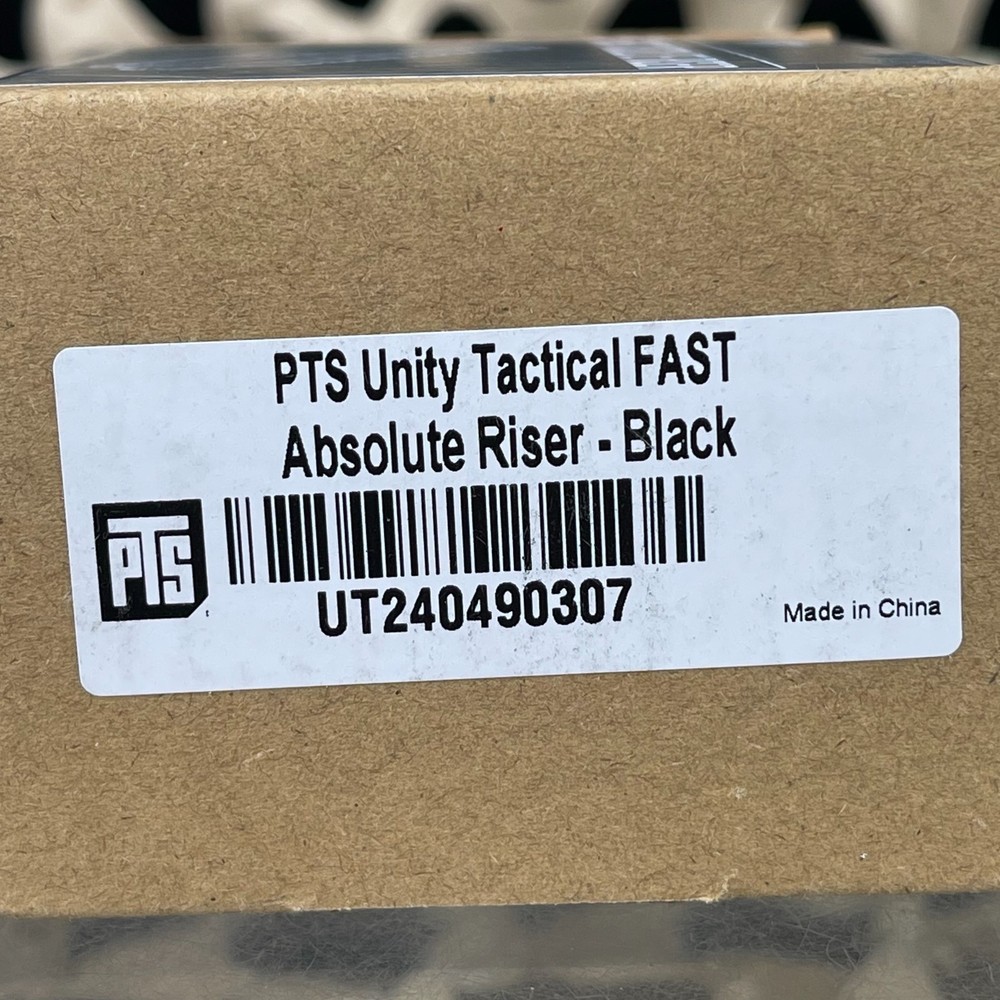 PTS Unity Tactical FAST
Absolute Riser - Black
PTS
UT240490307
Made in China